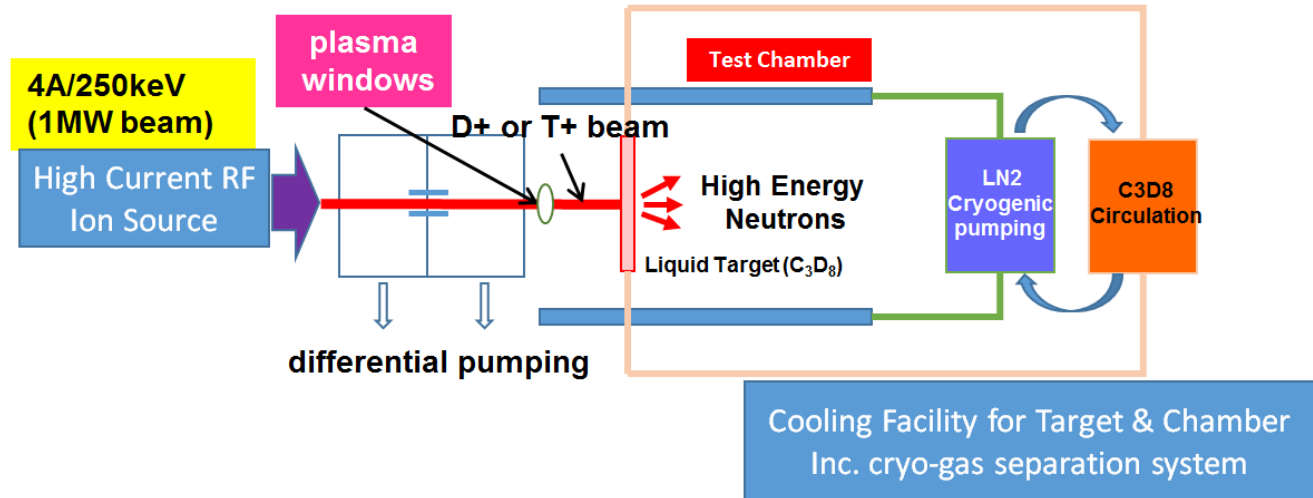 plasma
windows
4A/250keV
(1MW beam)
High Current RF
Ion Source
D+ or T+ beam
Test Chamber
High Energy
Neutrons
Liquid Target (C₃D₈)
LN2
Cryogenic
pumping
C3D8
Circulation
differential pumping
Cooling Facility for Target & Chamber
Inc. cryo-gas separation system